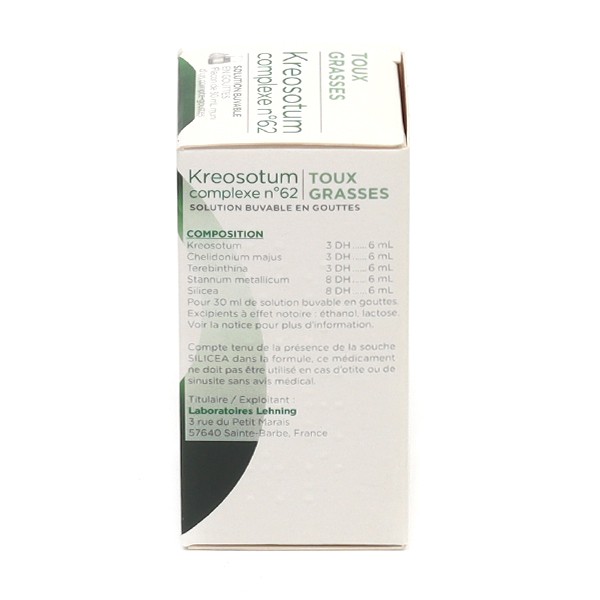 TOUX
GRASSES
Kreosotum
complexe n°62
SOLUTION BUVABLE
EN GOUTTES
Kreosotum
complexe n°62
TOUX
GRASSES
SOLUTION BUVABLE EN GOUTTES
COMPOSITION
Kreosotum 3 DH ..... 6 mL
Chelidonium majus 3 DH ..... 6 mL
Terebinthina 3 DH ..... 6 mL
Stannum metallicum 8 DH ..... 6 mL
Silicea 8 DH ..... 6 mL
Pour 30 ml de solution buvable en gouttes.
Excipients à effet notoire : éthanol, lactose.
Voir la notice pour plus d'information.
Compte tenu de la présence de la souche
SILICEA dans la formule, ce médicament
ne doit pas être utilisé en cas d'otite ou de
sinusite sans avis médical.
Titulaire / Exploitant :
Laboratoires Lehning
3 rue du Petit Marais
57640 Sainte-Barbe, France